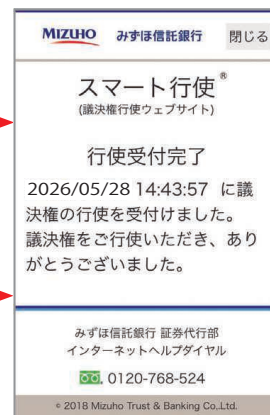 MIZUHO みずほ信託銀行 閉じる
スマート行使®
(議決権行使ウェブサイト)
行使受付完了
2026/05/28 14:43:57 に議
決権の行使を受付けました。
議決権をご行使いただき、あり
がとうございました。
みずほ信託銀行 証券代行部
インターネットヘルプダイヤル
0120-768-524
© 2018 Mizuho Trust & Banking Co.,Ltd.